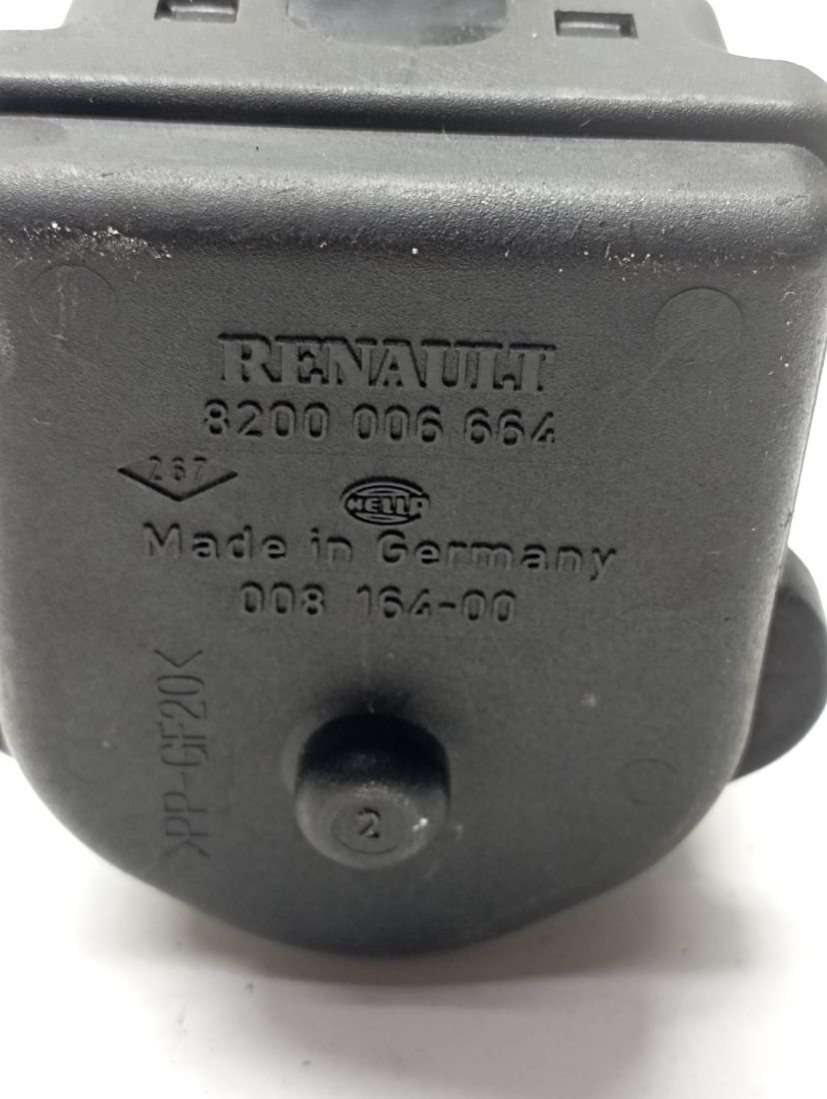 RENAULT
8200 006 664
267
HELLA
Made in Germany
008 164-00
>PP-GF20<
2